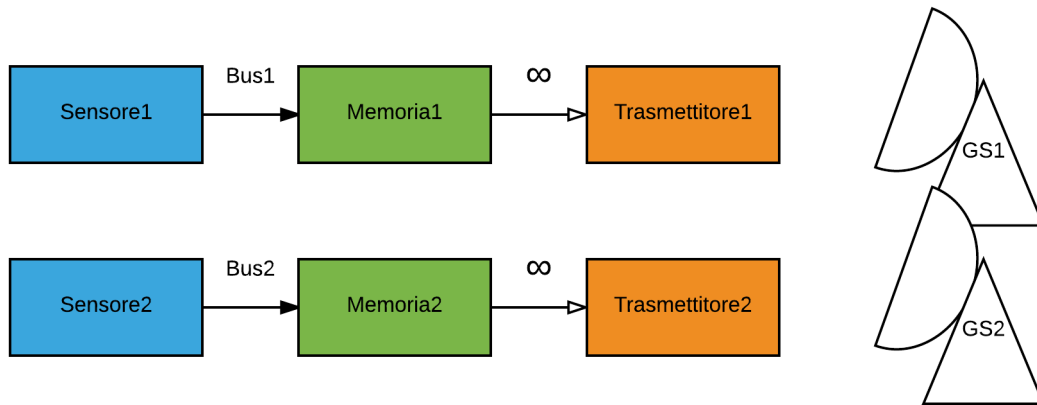 Bus1
∞
Sensore1
Memoria1
Trasmettitore1
GS1
Bus2
∞
Sensore2
Memoria2
Trasmettitore2
GS2